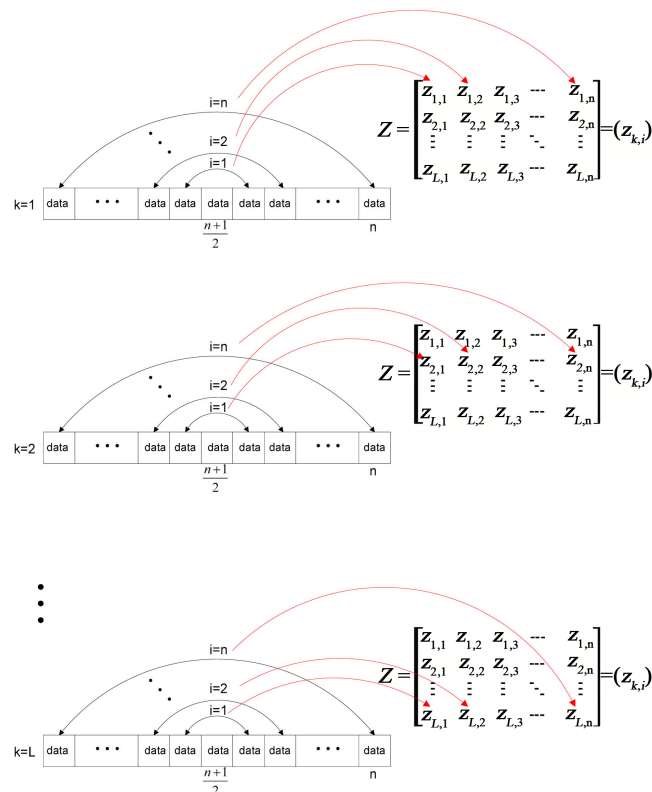 i=n
i=2
i=1
k=1 data • • • data data data data data • • • data
n+1
2
n
Z = [ z1,1 z1,2 z1,3 --- z1,n
z2,1 z2,2 z2,3 --- z2,n
zL,1 zL,2 zL,3 --- zL,n ] =(zk,i)
i=n
i=2
i=1
k=2 data • • • data data data data data • • • data
n+1
2
n
Z = [ z1,1 z1,2 z1,3 --- z1,n
z2,1 z2,2 z2,3 --- z2,n
zL,1 zL,2 zL,3 --- zL,n ] =(zk,i)
i=n
i=2
i=1
k=L data • • • data data data data data • • • data
n+1
2
n
Z = [ z1,1 z1,2 z1,3 --- z1,n
z2,1 z2,2 z2,3 --- z2,n
zL,1 zL,2 zL,3 --- zL,n ] =(zk,i)